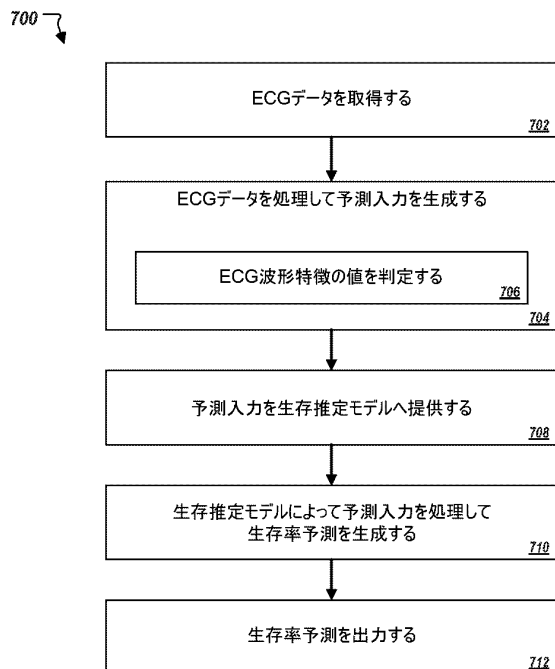 700
ECGデータを取得する
702
ECGデータを処理して予測入力を生成する
ECG波形特徴の値を判定する
706
704
予測入力を生存推定モデルへ提供する
708
生存推定モデルによって予測入力を処理して
生存率予測を生成する
710
生存率予測を出力する
712